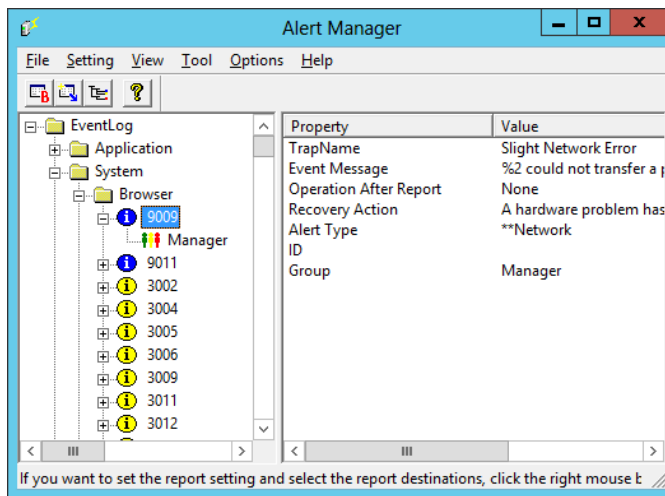 Alert Manager
File Setting View Tool Options Help
EventLog
Application
System
Browser
9009
Manager
9011
3002
3004
3005
3006
3009
3011
3012
Property Value
TrapName Slight Network Error
Event Message %2 could not transfer a
Operation After Report None
Recovery Action A hardware problem has
Alert Type **Network
ID
Group Manager
If you want to set the report setting and select the report destinations, click the right mouse